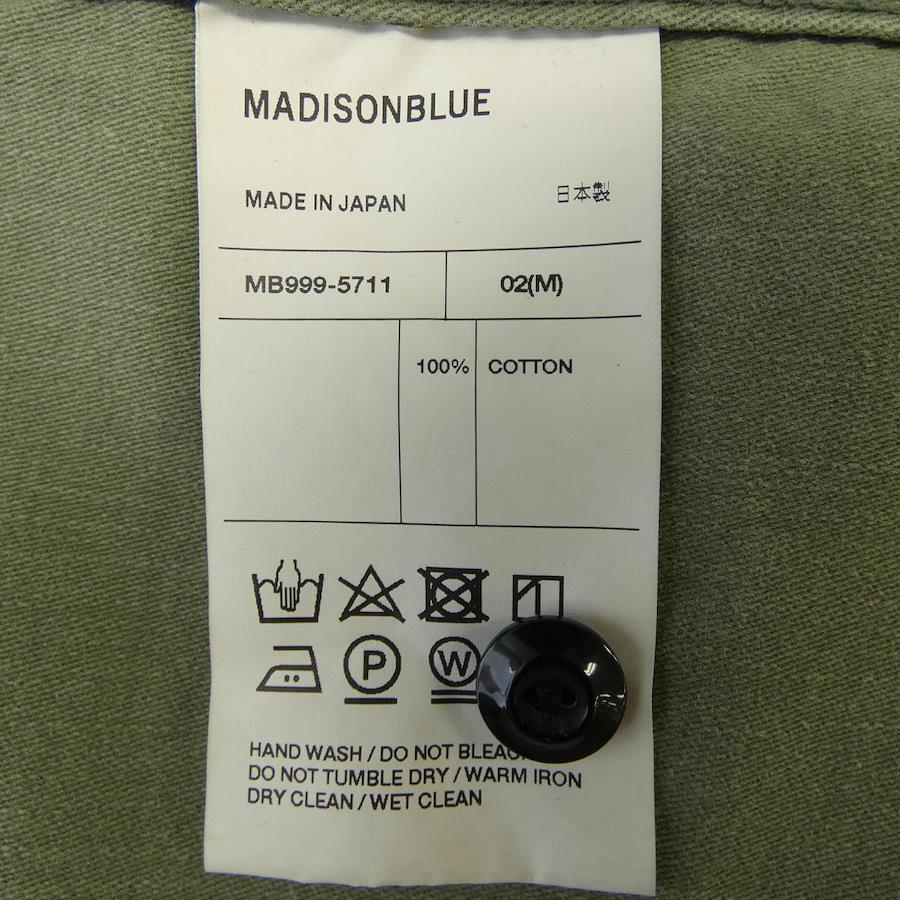 MADISONBLUE
MADE IN JAPAN 日本製
MB999-5711 02(M)
100% COTTON
P W
HAND WASH / DO NOT BLEAC
DO NOT TUMBLE DRY / WARM IRON
DRY CLEAN / WET CLEAN